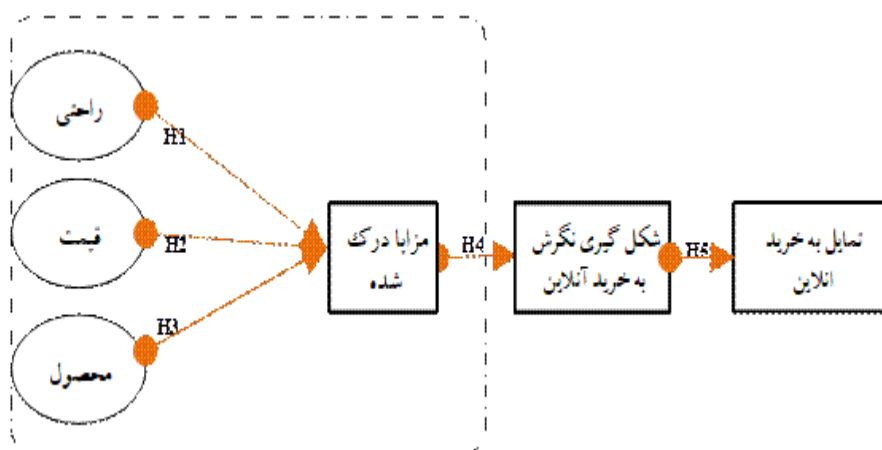 راحتی
H1
قیمت
H2
محصول
H3
مزایا درک
شده
H4
شکل گیری نگرش
به خرید آنلاین
H5
تمایل به خرید
انلاین